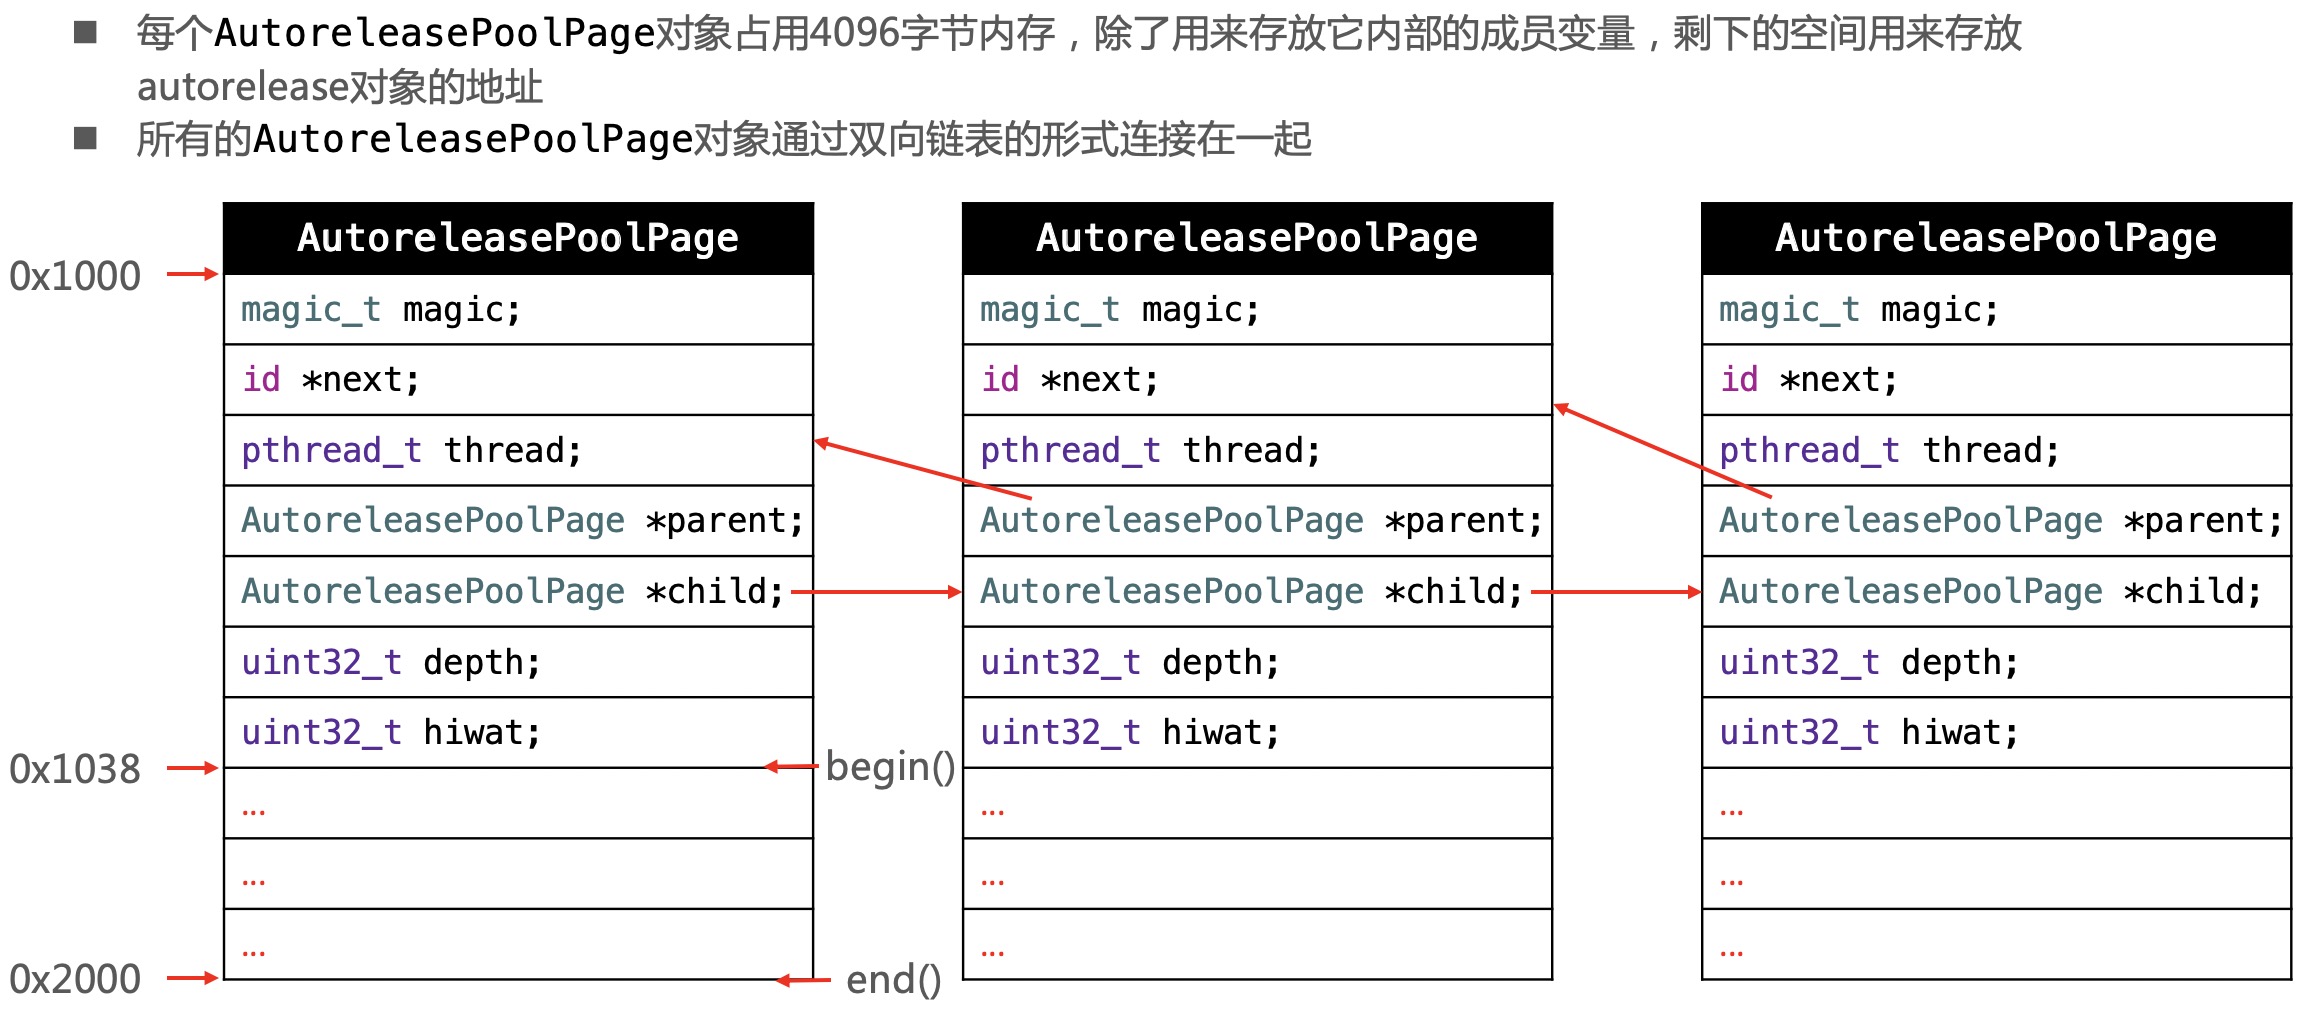 ■ 每个AutoreleasePoolPage对象占用4096字节内存，除了用来存放它内部的成员变量，剩下的空间用来存放
autorelease对象的地址
■ 所有的AutoreleasePoolPage对象通过双向链表的形式连接在一起
AutoreleasePoolPage
0x1000
magic_t magic;
id *next;
pthread_t thread;
AutoreleasePoolPage *parent;
AutoreleasePoolPage *child;
uint32_t depth;
uint32_t hiwat;
0x1038
begin()
...
...
...
0x2000
end()
AutoreleasePoolPage
magic_t magic;
id *next;
pthread_t thread;
AutoreleasePoolPage *parent;
AutoreleasePoolPage *child;
uint32_t depth;
uint32_t hiwat;
...
...
...
AutoreleasePoolPage
magic_t magic;
id *next;
pthread_t thread;
AutoreleasePoolPage *parent;
AutoreleasePoolPage *child;
uint32_t depth;
uint32_t hiwat;
...
...
...